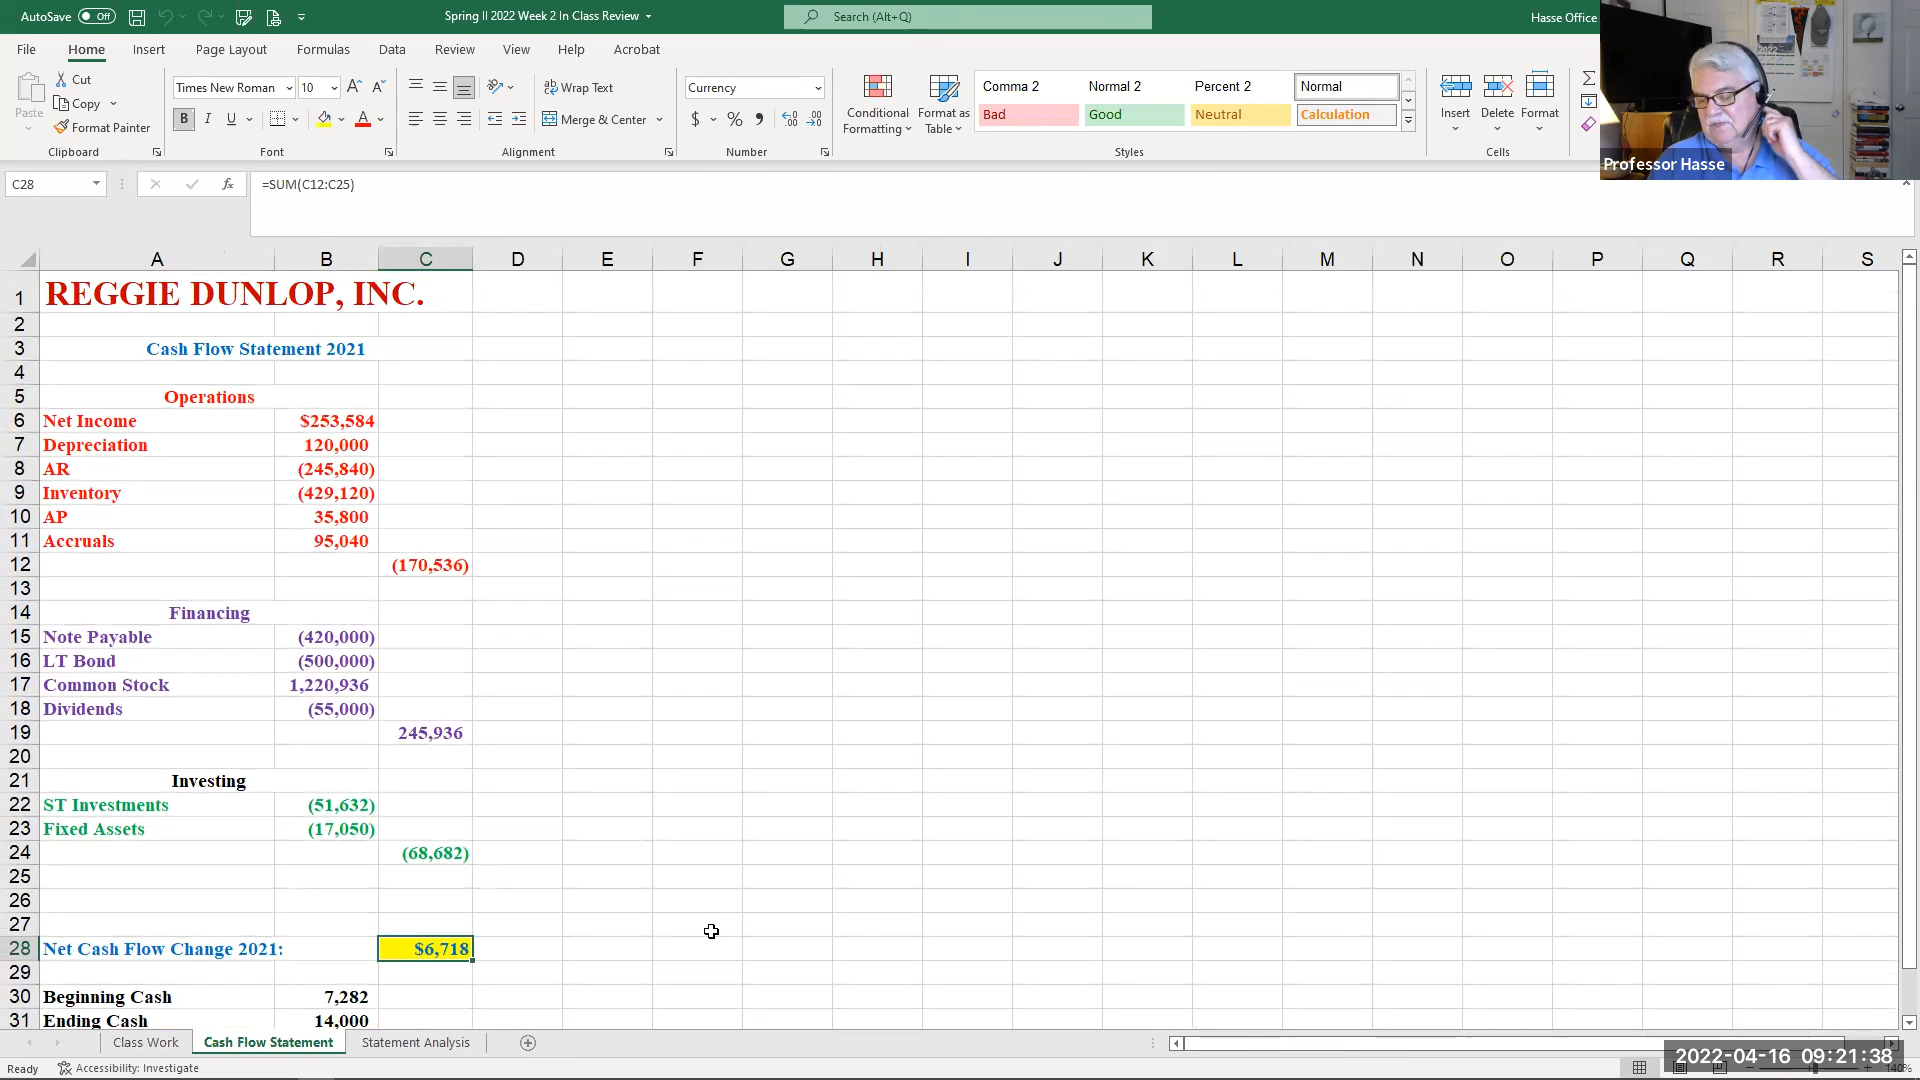 AutoSave Off Spring II 2022 Week 2 In Class Review Search (Alt+Q) Hasse Office
File Home Insert Page Layout Formulas Data Review View Help Acrobat
Paste Cut Copy Format Painter Clipboard
Times New Roman 10 B I U A A Font
Wrap Text Merge & Center Alignment
Currency $ % Number
Conditional Formatting Format as Table
Comma 2 Normal 2 Percent 2 Normal
Bad Good Neutral Calculation
Styles
Insert Delete Format Cells
Professor Hasse
C28 fx =SUM(C12:C25)
A B C D E F G H I J K L M N O P Q R S
1 REGGIE DUNLOP, INC.
2
3 Cash Flow Statement 2021
4
5 Operations
6 Net Income $253,584
7 Depreciation 120,000
8 AR (245,840)
9 Inventory (429,120)
10 AP 35,800
11 Accruals 95,040
12 (170,536)
13
14 Financing
15 Note Payable (420,000)
16 LT Bond (500,000)
17 Common Stock 1,220,936
18 Dividends (55,000)
19 245,936
20
21 Investing
22 ST Investments (51,632)
23 Fixed Assets (17,050)
24 (68,682)
25
26
27
28 Net Cash Flow Change 2021: $6,718
29
30 Beginning Cash 7,282
31 Ending Cash 14,000
Class Work Cash Flow Statement Statement Analysis
Ready Accessibility: Investigate 2022-04-16 09:21:38 140%